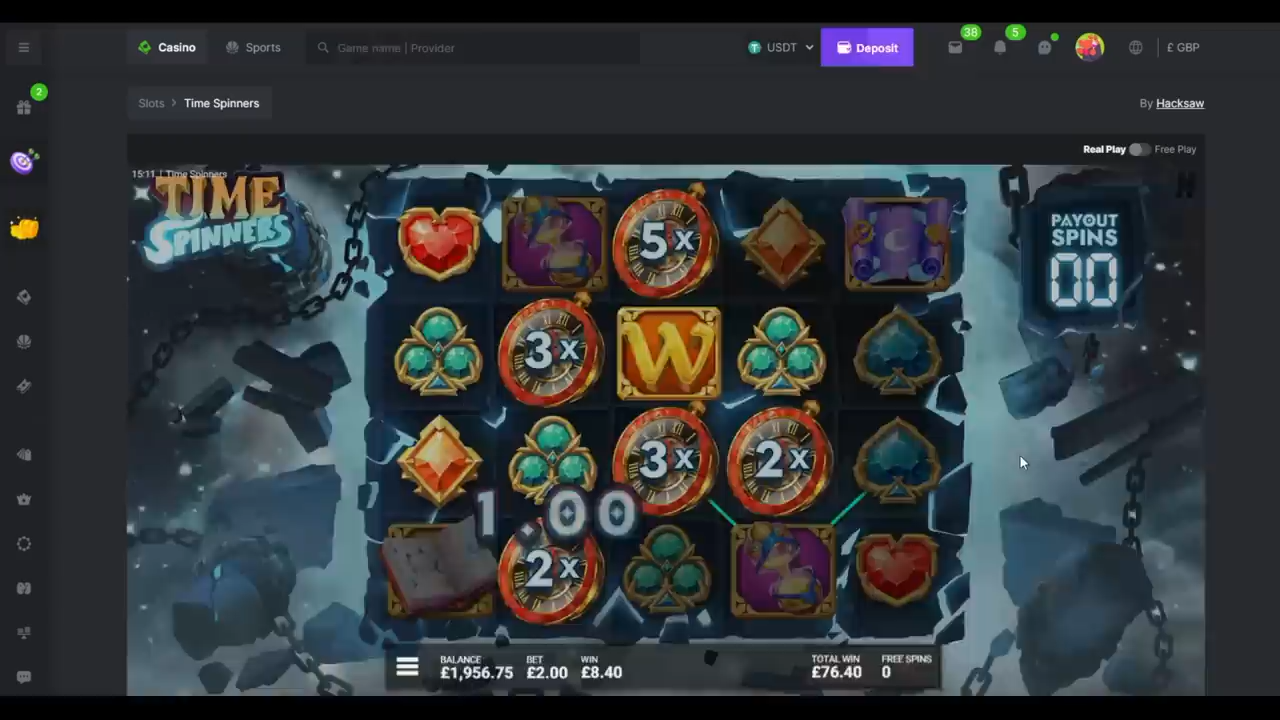 Casino
Sports
Game name | Provider
USDT
Deposit
38
5
£ GBP
2
Slots > Time Spinners
By Hacksaw
Real Play
Free Play
15:11 | Time Spinners
TIME
SPINNERS
PAYOUT
SPINS
00
5x
3x
W
3x
2x
1.00
2x
BALANCE
£1,956.75
BET
£2.00
WIN
£8.40
TOTAL WIN
£76.40
FREE SPINS
0